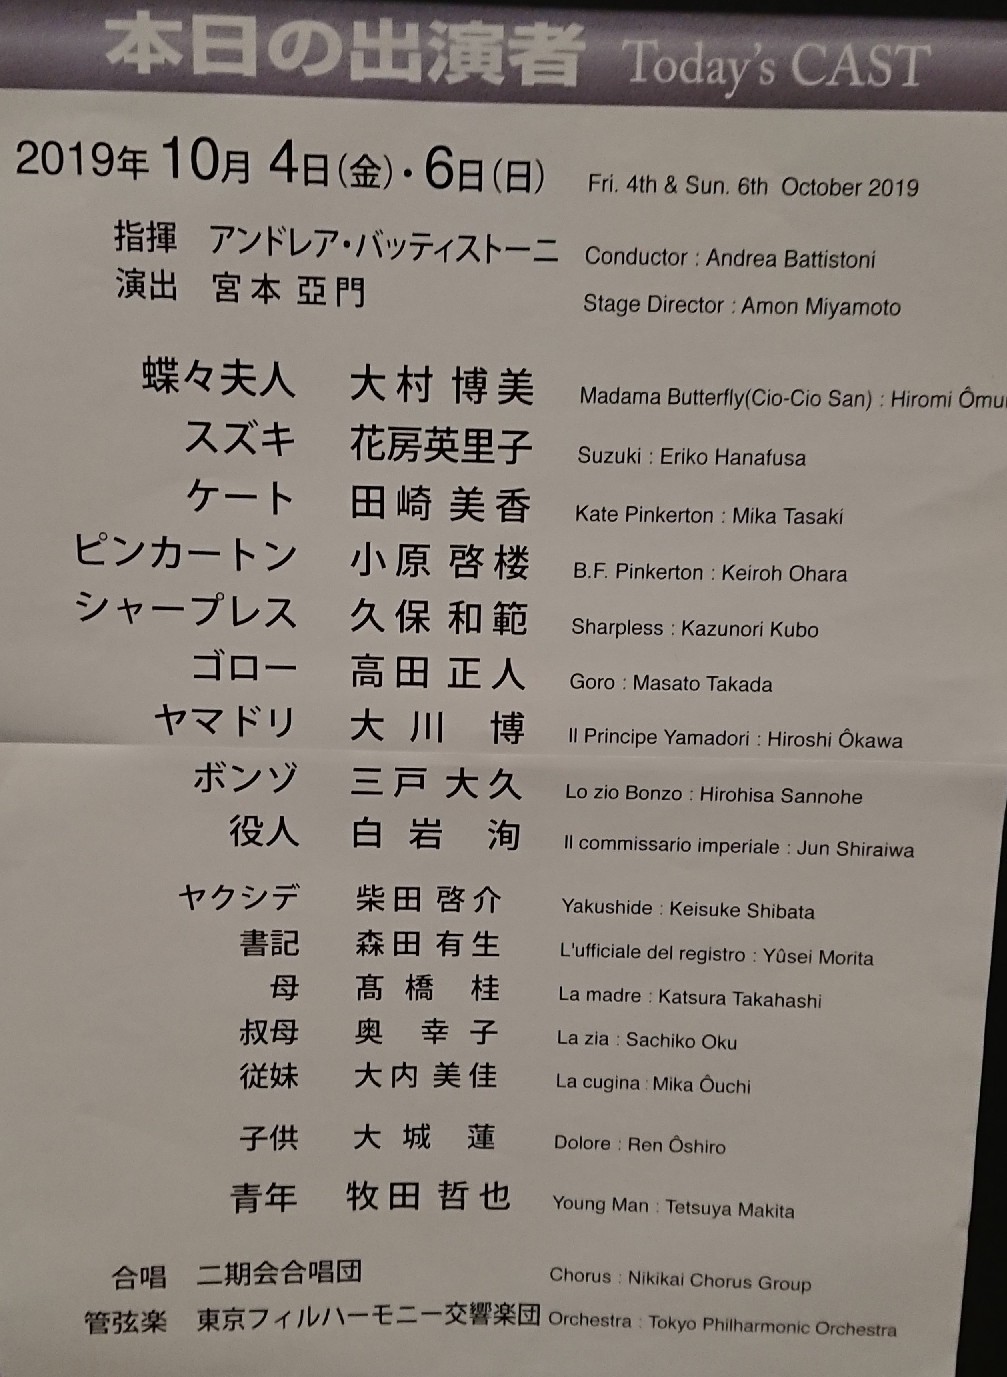 本日の出演者 Today's CAST
2019年 10月 4日(金)・6日(日) Fri. 4th & Sun. 6th October 2019
指揮 アンドレア・バッティストーニ Conductor : Andrea Battistoni
演出 宮本 亞門 Stage Director : Amon Miyamoto
蝶々夫人 大村 博美 Madama Butterfly(Cio-Cio San) : Hiromi
スズキ 花房英里子 Suzuki : Eriko Hanafusa
ケート 田崎 美香 Kate Pinkerton : Mika Tasaki
ピンカートン 小原 啓楼 B.F. Pinkerton : Keiroh Ohara
シャープレス 久保 和範 Sharpless : Kazunori Kubo
ゴロー 高田 正人 Goro : Masato Takada
ヤマドリ 大川 博 Il Principe Yamadori : Hiroshi Ôkawa
ボンゾ 三戸 大久 Lo zio Bonzo : Hirohisa Sannohe
役人 白岩 洵 Il commissario imperiale : Jun Shiraiwa
ヤクシデ 柴田 啓介 Yakushide : Keisuke Shibata
書記 森田 有生 L'ufficiale del registro : Yûsei Morita
母 髙橋 桂 La madre : Katsura Takahashi
叔母 奥 幸子 La zia : Sachiko Oku
従妹 大内 美佳 La cugina : Mika Ôuchi
子供 大城 蓮 Dolore : Ren Ôshiro
青年 牧田 哲也 Young Man : Tetsuya Makita
合唱 二期会合唱団 Chorus : Nikikai Chorus Group
管弦楽 東京フィルハーモニー交響楽団 Orchestra : Tokyo Philharmonic Orchestra